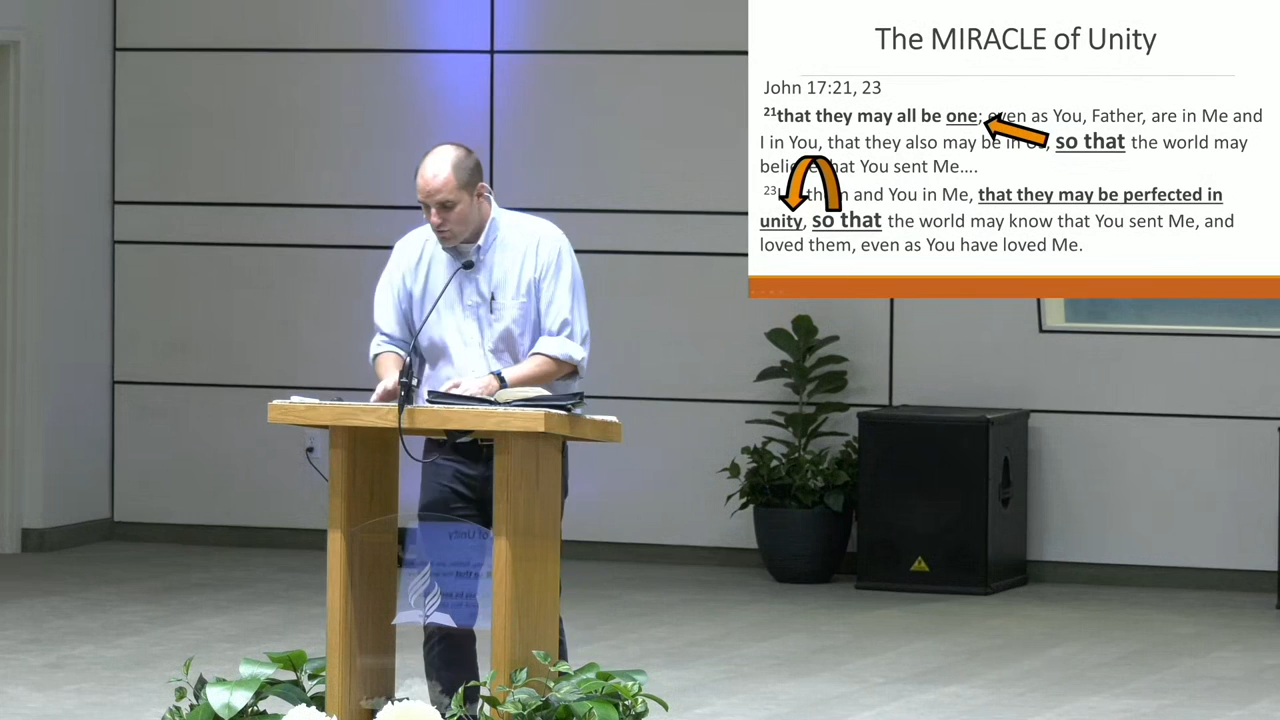 The MIRACLE of Unity
John 17:21, 23
21that they may all be one; even as You, Father, are in Me and
I in You, that they also may be in Us, so that the world may
believe that You sent Me….
23 and You in Me, that they may be perfected in
unity, so that the world may know that You sent Me, and
loved them, even as You have loved Me.